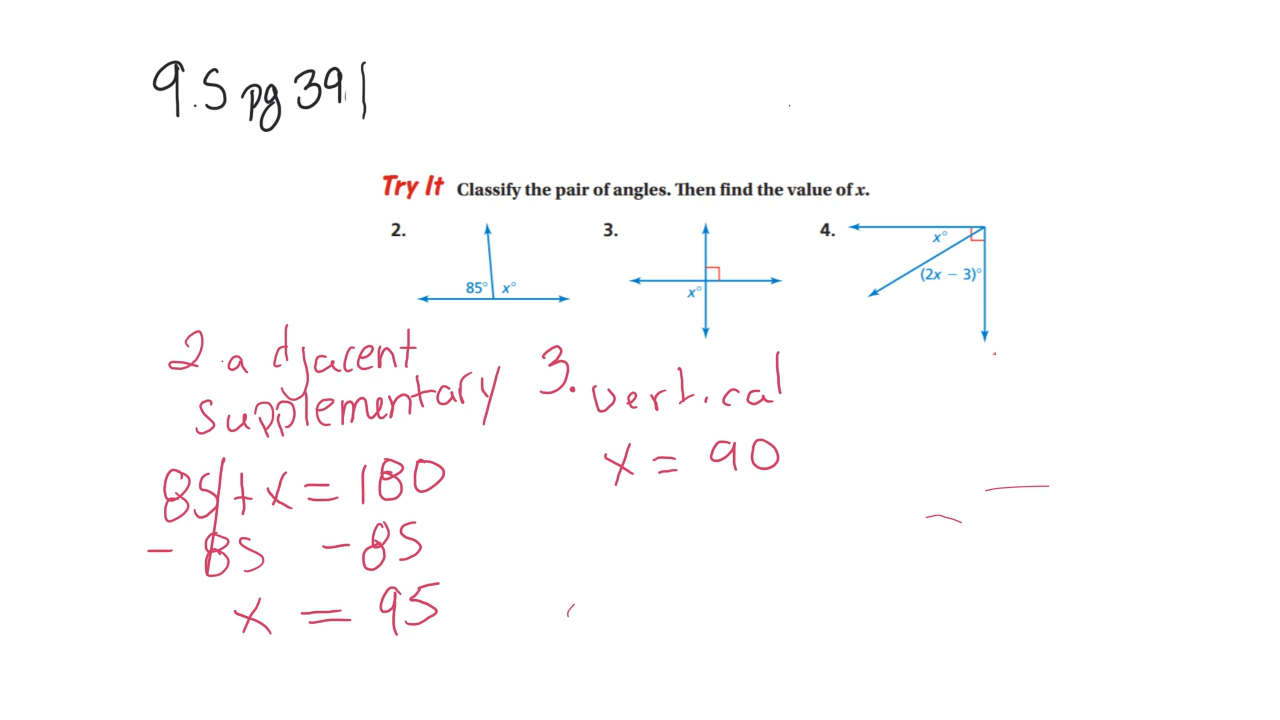 9.5 pg 391
Try It Classify the pair of angles. Then find the value of x.
2. 3. 4.
85° x° x° x° (2x − 3)°
2. adjacent
supplementary
85 + x = 180
- 85 - 85
x = 95
3. vertical
x = 90